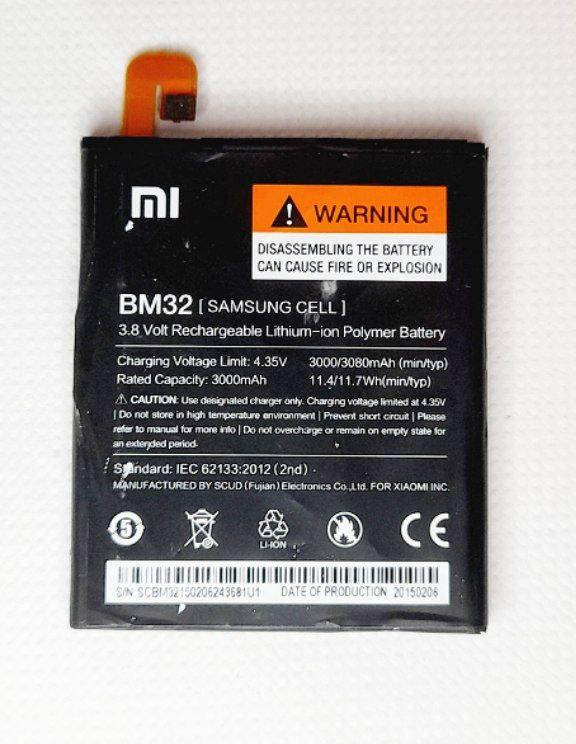 mi
WARNING
DISASSEMBLING THE BATTERY
CAN CAUSE FIRE OR EXPLOSION
BM32 [ SAMSUNG CELL ]
3.8 Volt Rechargeable Lithium-ion Polymer Battery
Charging Voltage Limit: 4.35V 3000/3080mAh (min/typ)
Rated Capacity: 3000mAh 11.4/11.7Wh(min/typ)
CAUTION: Use designated charger only. Charging voltage limited at 4.35V
| Do not store in high temperature environment | Prevent short circuit | Please
refer to manual for more info | Do not overcharge or remain on empty state for
an extended period.
Standard: IEC 62133:2012 (2nd)
MANUFACTURED BY SCUD (Fujian) Electronics Co.,Ltd. FOR XIAOMI INC.
5
LI-ION
CE
S/N SCBM32150206243681U1 DATE OF PRODUCTION 20150206